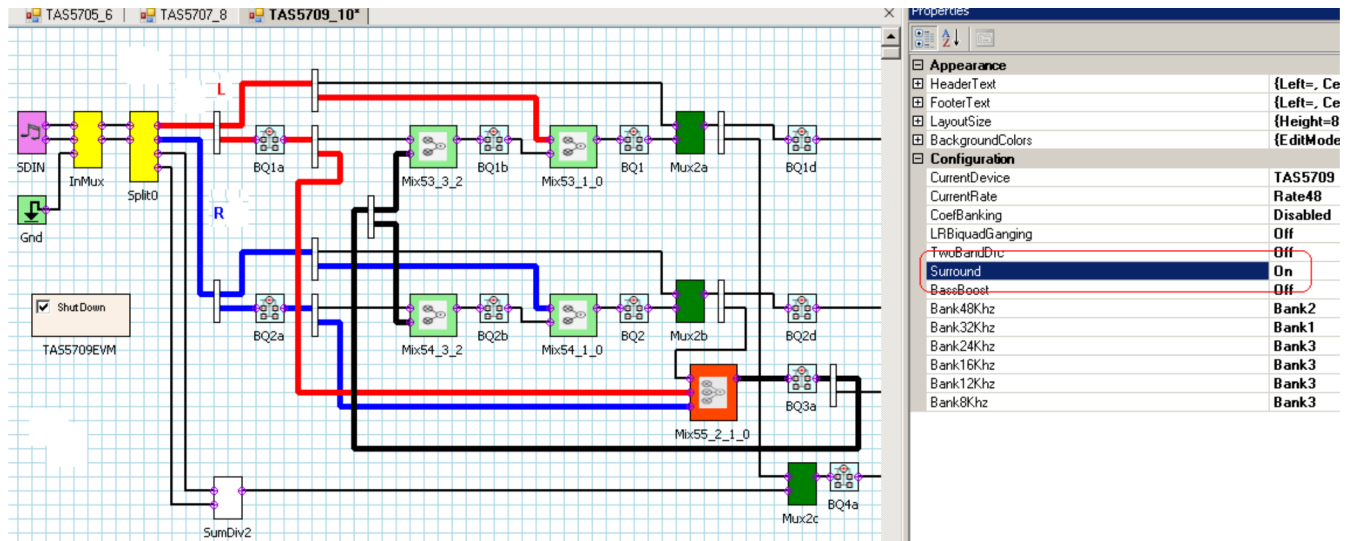 TAS5705_6
TAS5707_8
TAS5709_10*
Properties
Appearance
HeaderText {Left=, Ce
FooterText {Left=, Ce
LayoutSize {Height=8
BackgroundColors {EditMode
Configuration
CurrentDevice TAS5709
CurrentRate Rate48
CoefBanking Disabled
LRBiquadGanging Off
TwoBandDrc Off
Surround On
BassBoost Off
Bank48Khz Bank2
Bank32Khz Bank1
Bank24Khz Bank3
Bank16Khz Bank3
Bank12Khz Bank3
Bank8Khz Bank3
L
SDIN
InMux
Split0
BQ1a
Mix53_3_2
BQ1b
Mix53_1_0
BQ1
Mux2a
BQ1d
Gnd
R
ShutDown
TAS5709EVM
BQ2a
Mix54_3_2
BQ2b
Mix54_1_0
BQ2
Mux2b
BQ2d
Mix55_2_1_0
BQ3a
SumDiv2
Mux2c
BQ4a